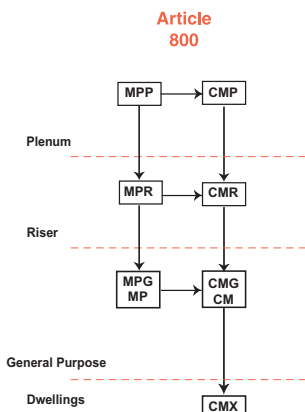 Article
800
MPP
CMP
Plenum
MPR
CMR
Riser
MPG
MP
CMG
CM
General Purpose
Dwellings
CMX